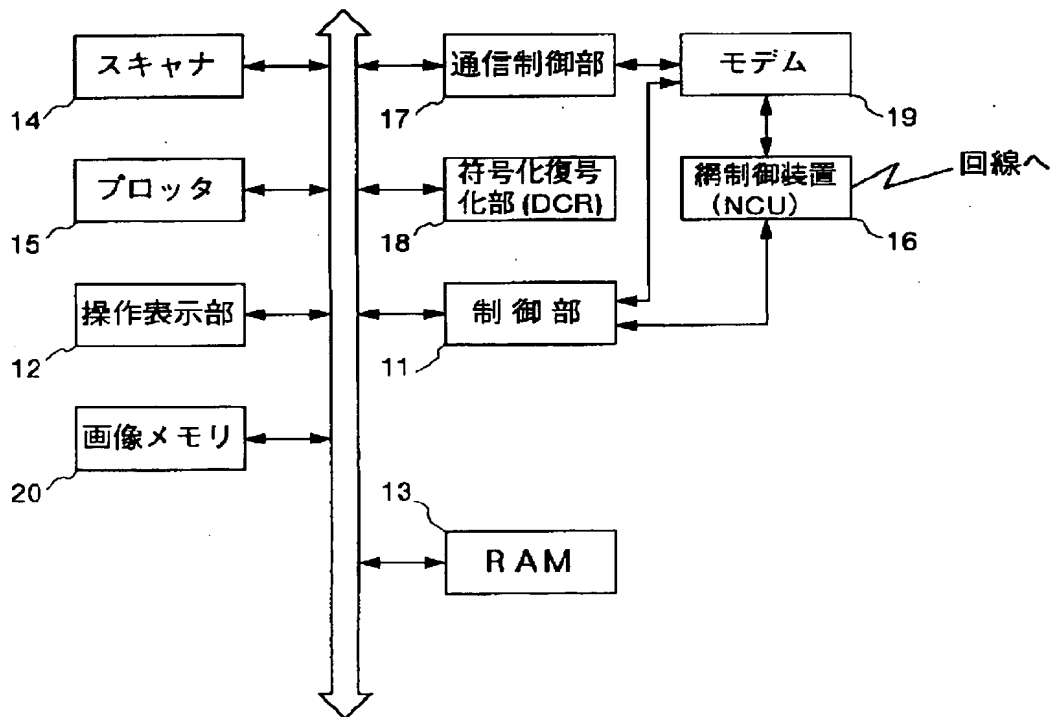 スキャナ
14
通信制御部
17
モデム
19
プロッタ
15
符号化復号
化部(DCR)
18
網制御装置
(NCU)
16
回線へ
操作表示部
12
制御部
11
画像メモリ
20
13
RAM